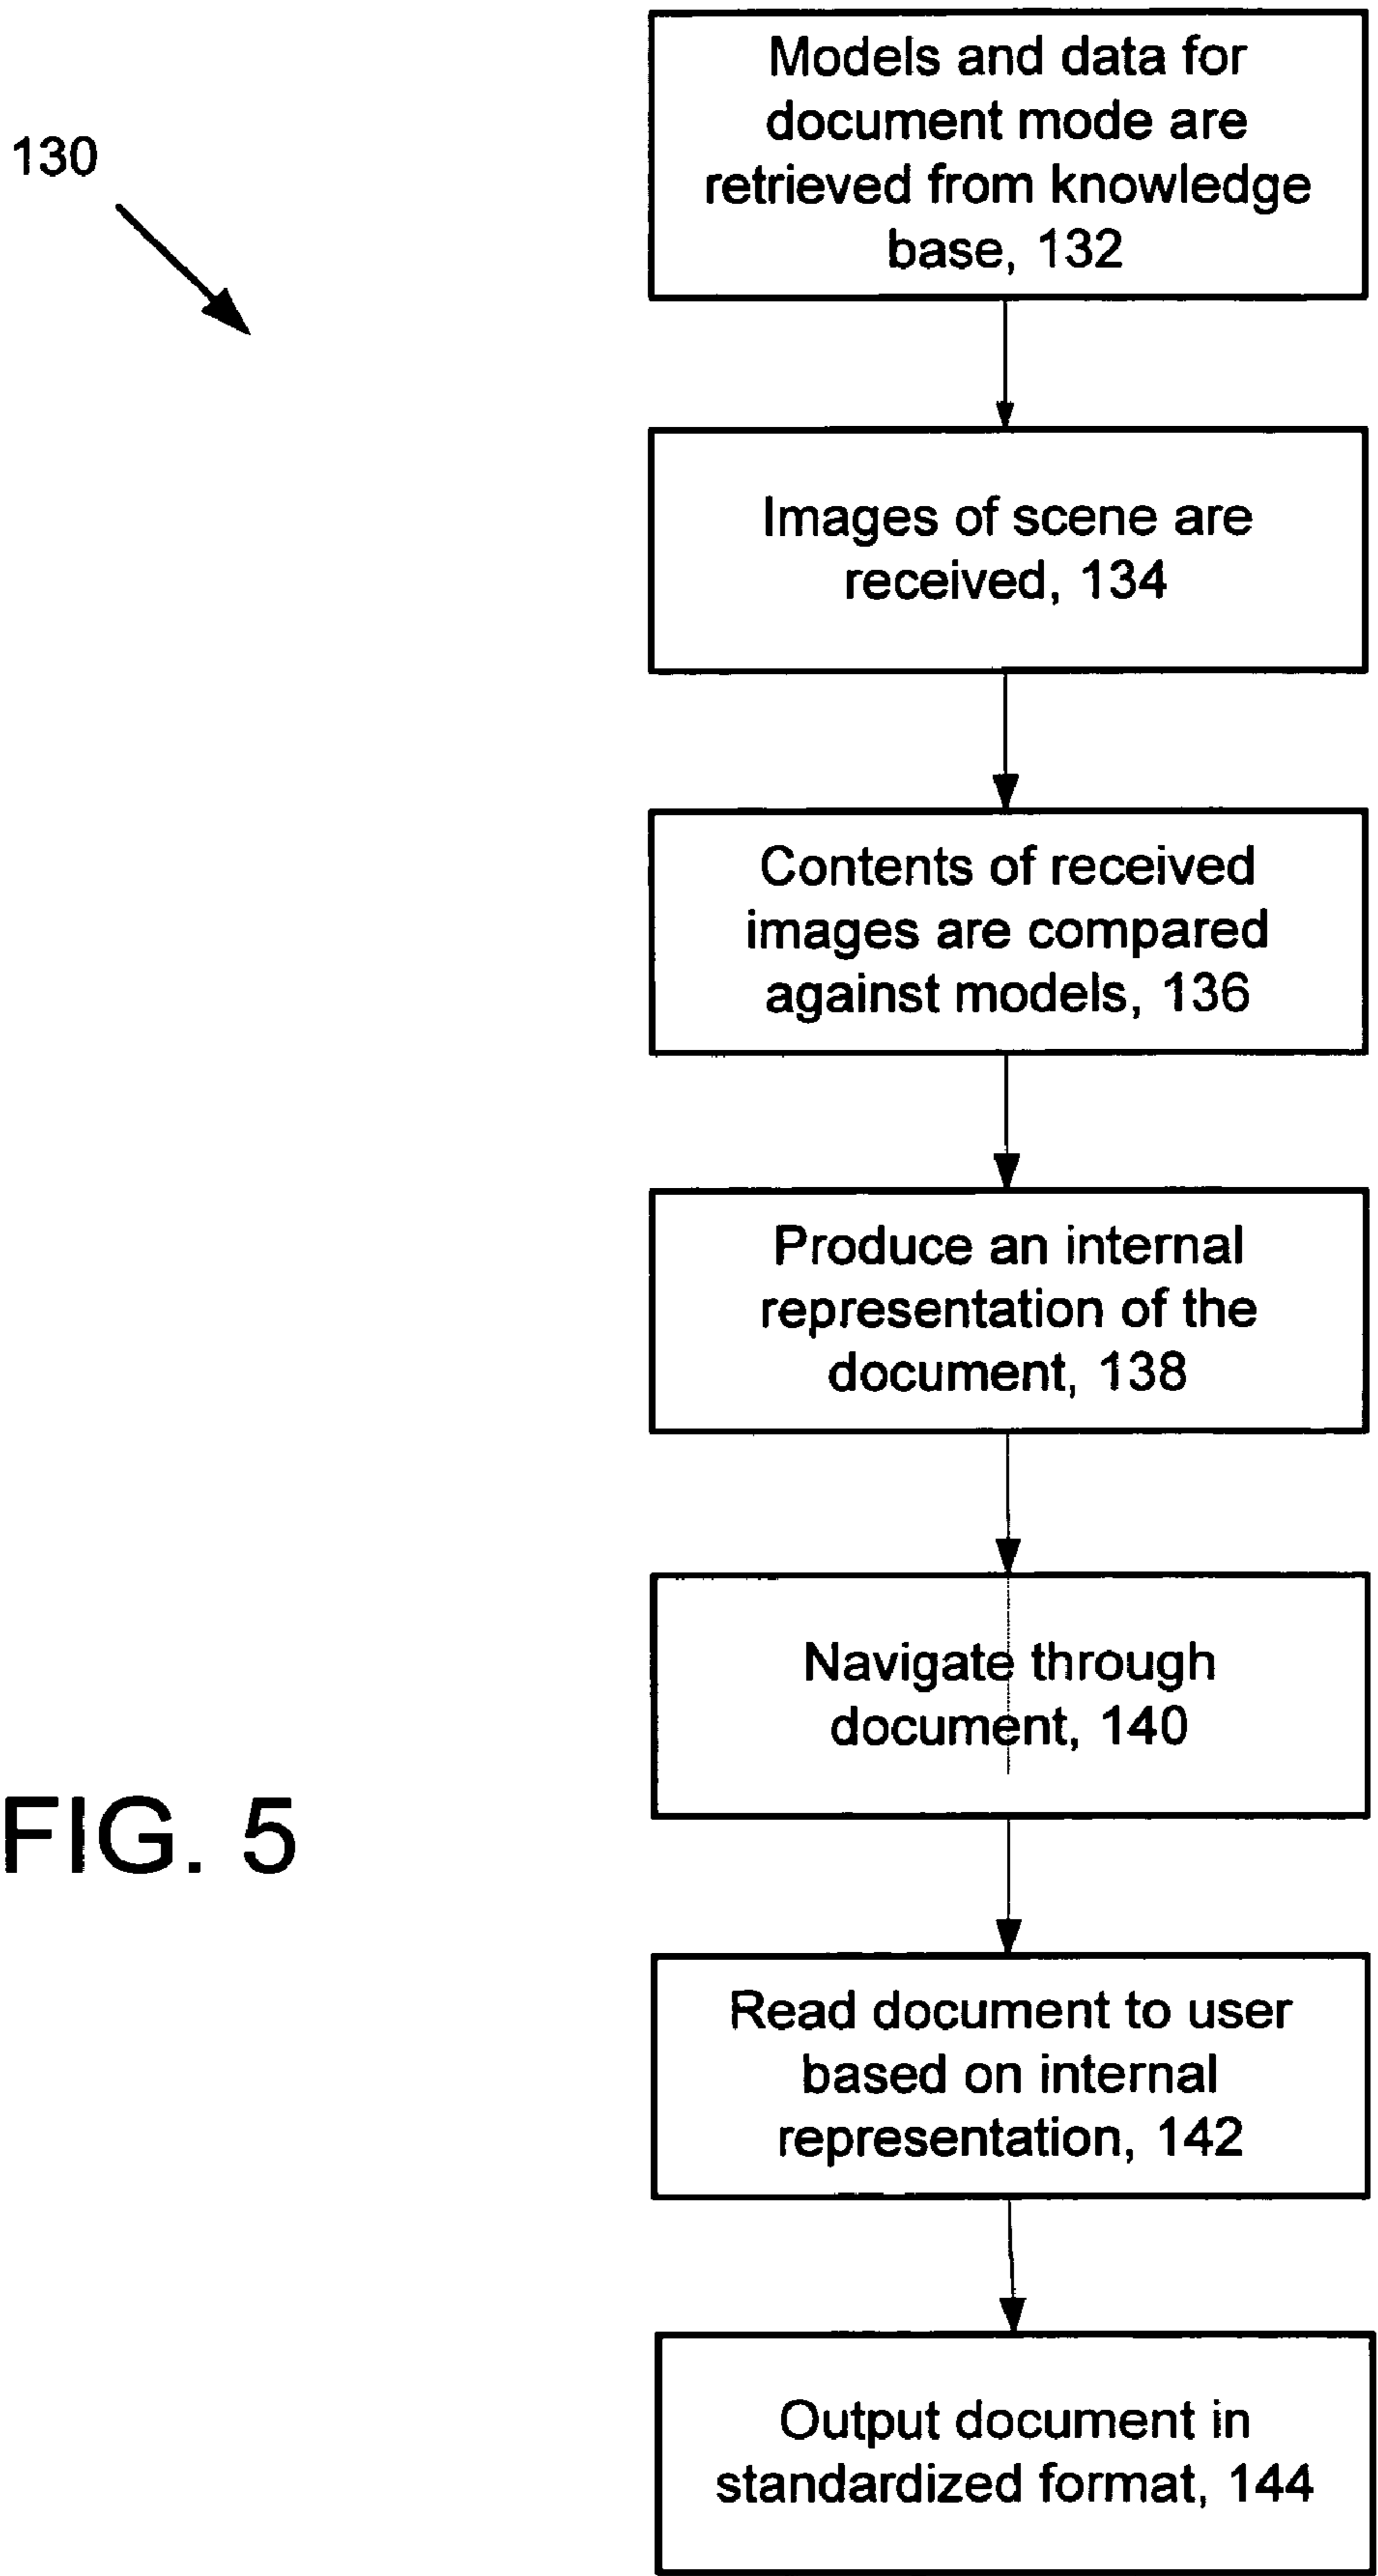 Models and data for
document mode are
retrieved from knowledge
base, 132
130
Images of scene are
received, 134
Contents of received
images are compared
against models, 136
Produce an internal
representation of the
document, 138
Navigate through
document, 140
FIG. 5
Read document to user
based on internal
representation, 142
Output document in
standardized format, 144